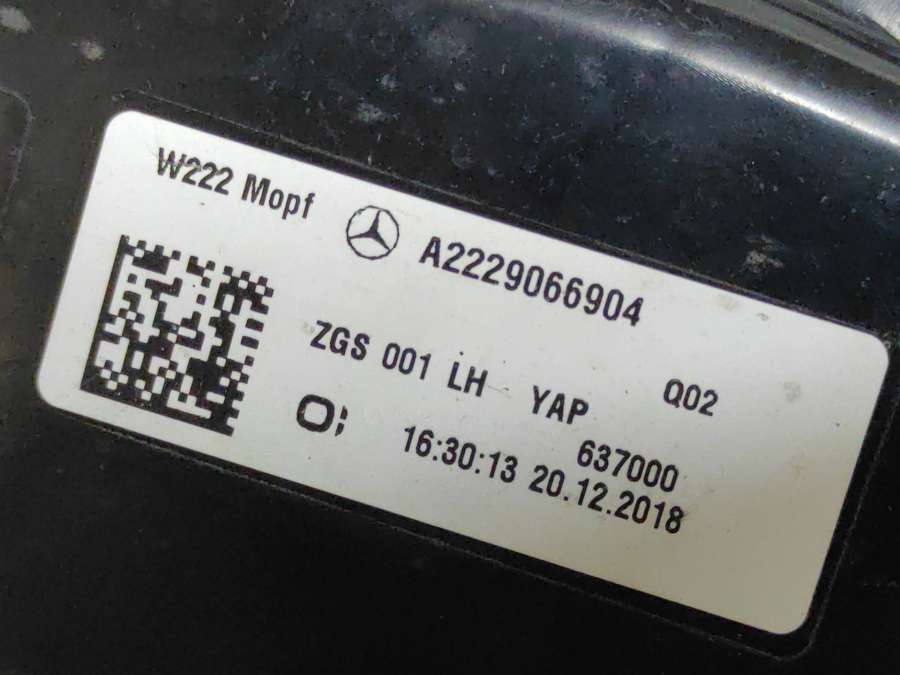 W222 Mopf A2229066904
ZGS 001 LH YAP Q02
O; 637000
16:30:13 20.12.2018